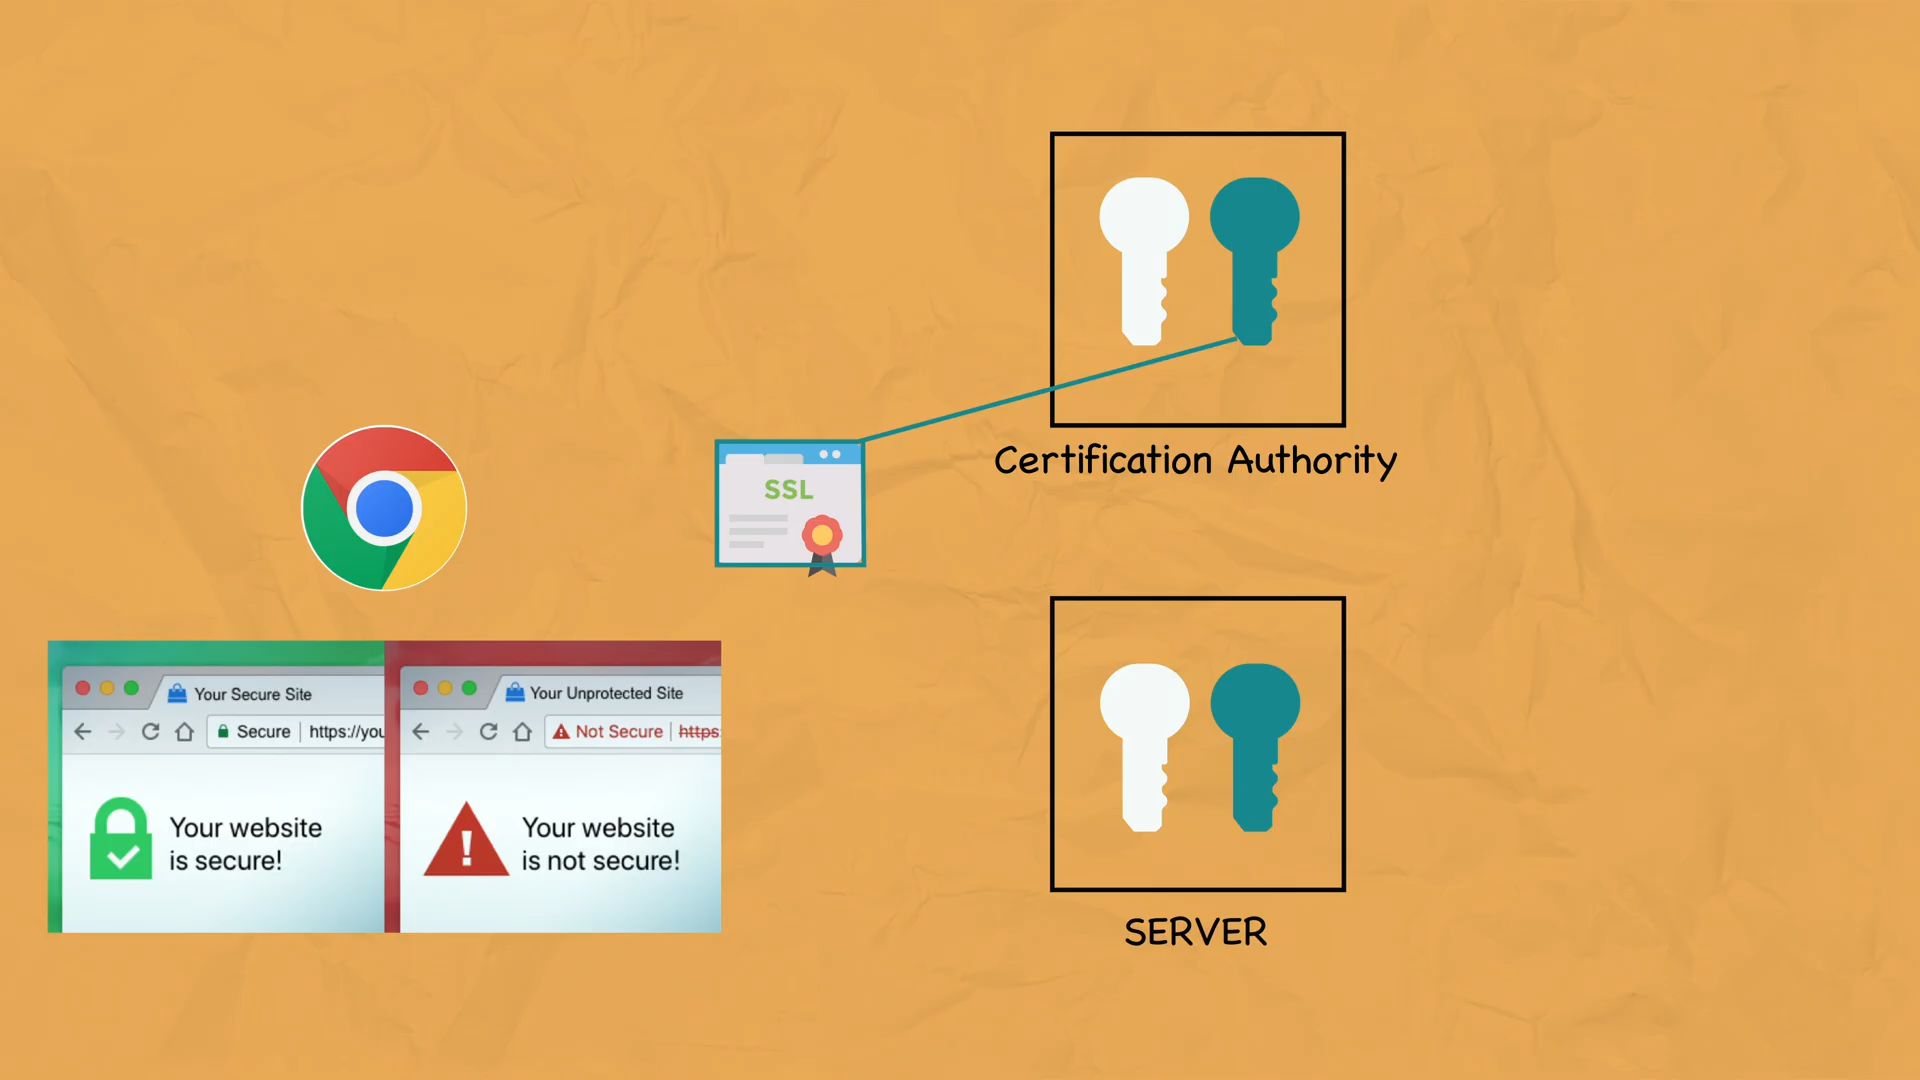 Certification Authority
SSL
Your Secure Site
Secure
https://you
Your website
is secure!
Your Unprotected Site
Not Secure
https:
Your website
is not secure!
SERVER